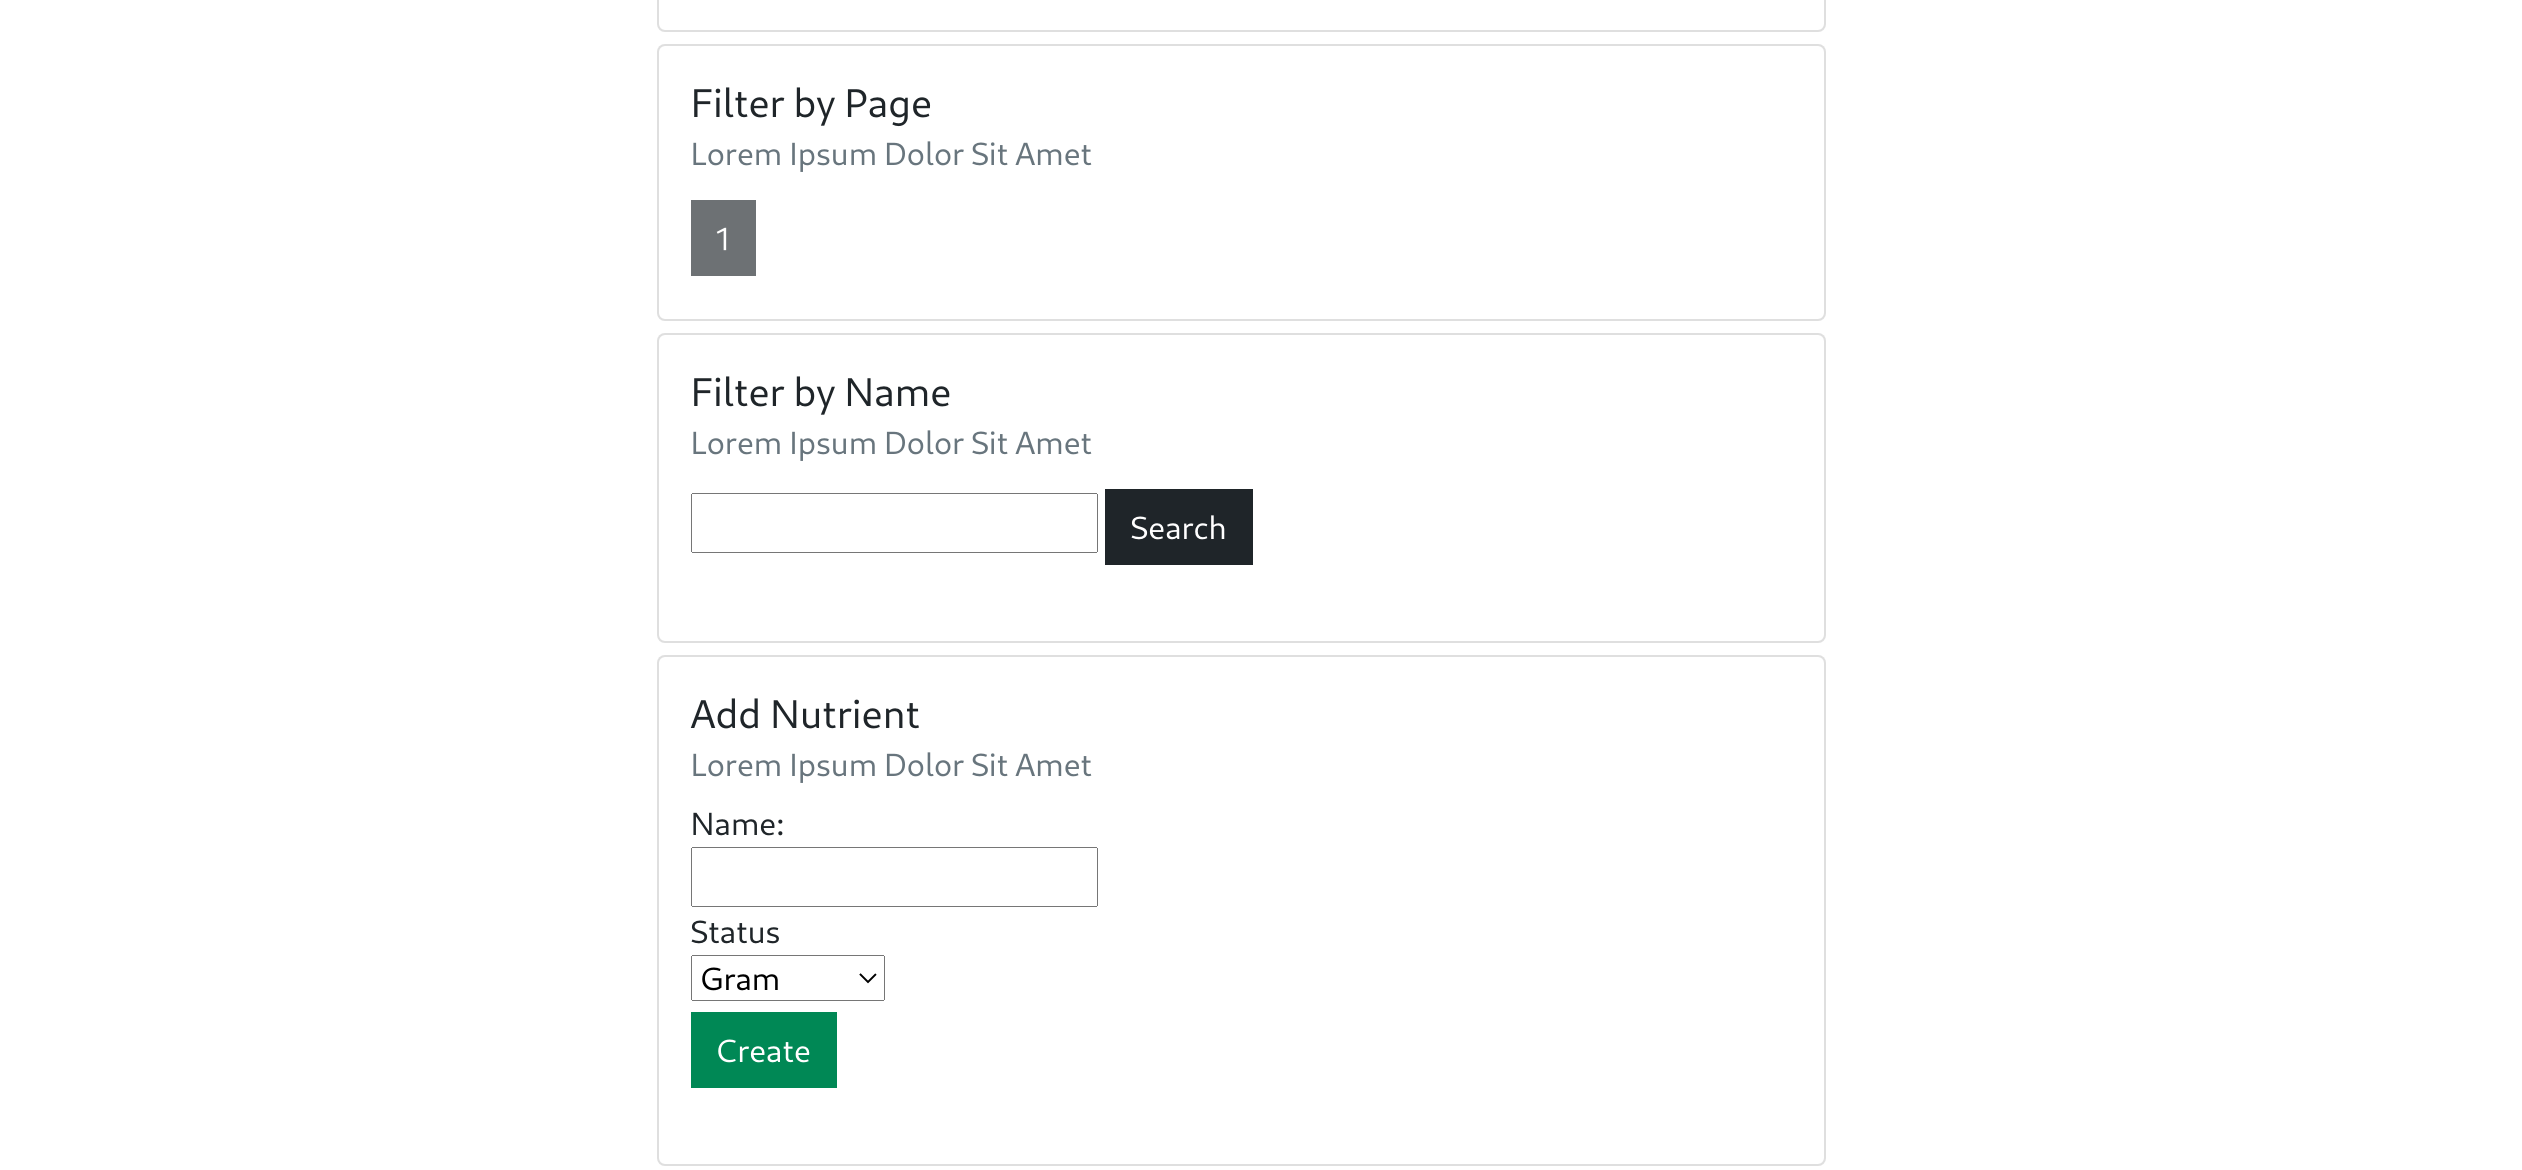 Filter by Page
Lorem Ipsum Dolor Sit Amet
1
Filter by Name
Lorem Ipsum Dolor Sit Amet
Search
Add Nutrient
Lorem Ipsum Dolor Sit Amet
Name:
Status
Gram
Create